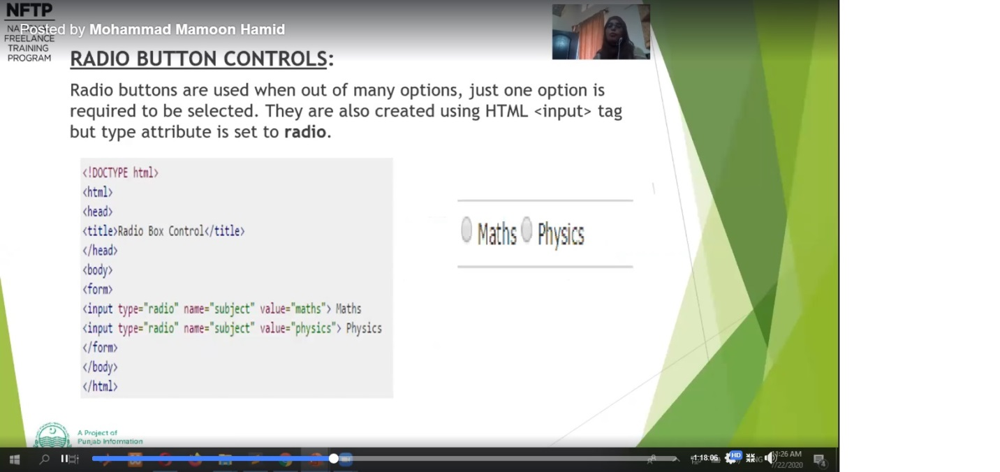 NFTP
NATIONAL
FREELANCE
TRAINING
PROGRAM
Posted by Mohammad Mamoon Hamid
RADIO BUTTON CONTROLS:
Radio buttons are used when out of many options, just one option is
required to be selected. They are also created using HTML <input> tag
but type attribute is set to radio.
<!DOCTYPE html>
<html>
<head>
<title>Radio Box Control</title>
</head>
<body>
<form>
<input type="radio" name="subject" value="maths"> Maths
<input type="radio" name="subject" value="physics"> Physics
</form>
</body>
</html>
Maths Physics
A Project of
Punjab Information
-1:18:06 HD
11:26 AM
7/22/2020
4